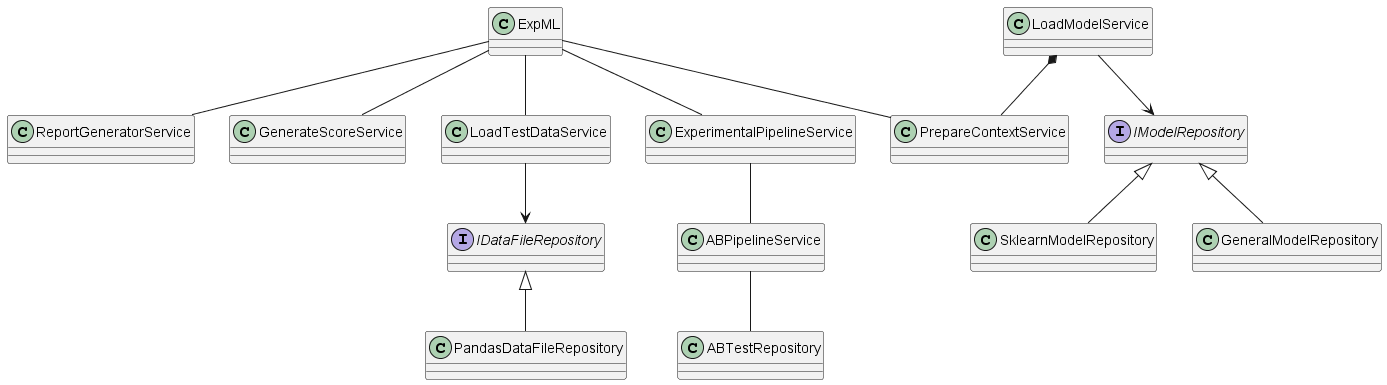 C ExpML
C LoadModelService
C ReportGeneratorService
C GenerateScoreService
C LoadTestDataService
C ExperimentalPipelineService
C PrepareContextService
I IModelRepository
I IDataFileRepository
C ABPipelineService
C SklearnModelRepository
C GeneralModelRepository
C PandasDataFileRepository
C ABTestRepository